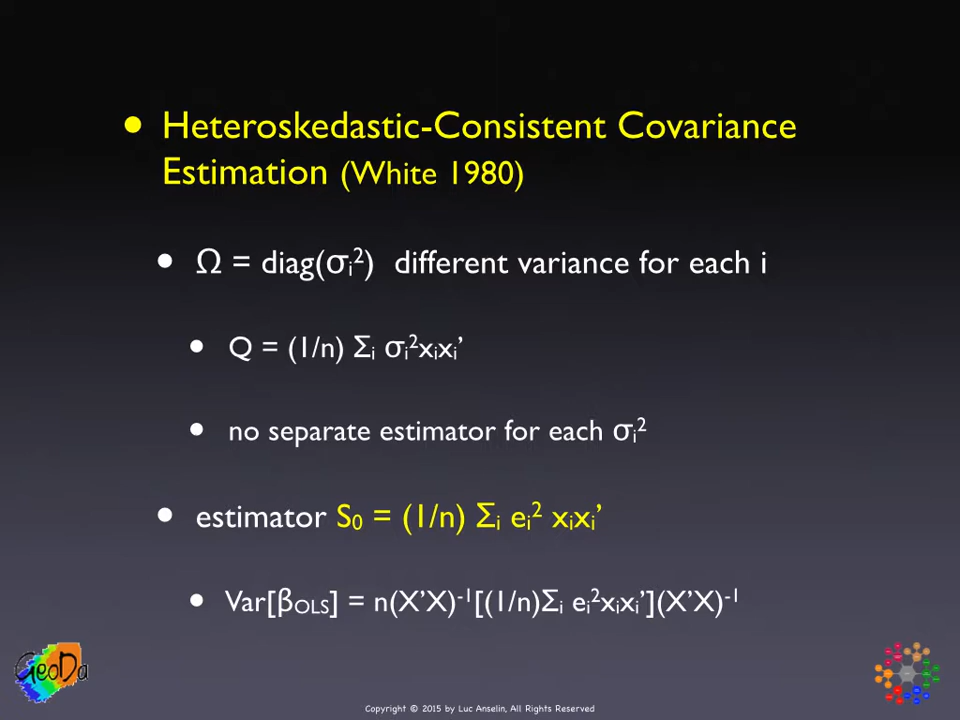 • Heteroskedastic-Consistent Covariance
Estimation (White 1980)
• Ω = diag(σᵢ²) different variance for each i
• Q = (1/n) Σᵢ σᵢ²xᵢxᵢ’
• no separate estimator for each σᵢ²
• estimator S₀ = (1/n) Σᵢ eᵢ² xᵢxᵢ’
• Var[β_OLS] = n(X’X)⁻¹[(1/n)Σᵢ eᵢ²xᵢxᵢ’](X’X)⁻¹
GeoDa
Copyright © 2015 by Luc Anselin, All Rights Reserved